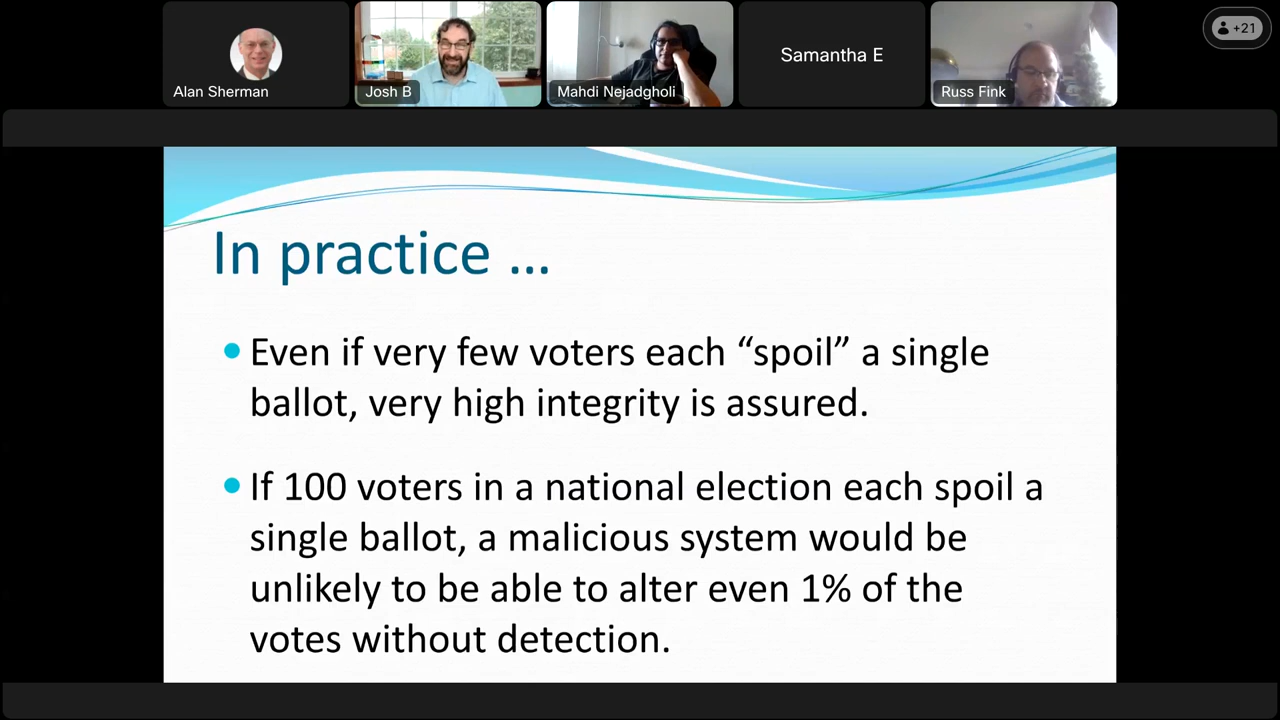 Alan Sherman
Josh B
Mahdi Nejadgholi
Samantha E
Russ Fink
+21
In practice ...
• Even if very few voters each “spoil” a single
ballot, very high integrity is assured.
• If 100 voters in a national election each spoil a
single ballot, a malicious system would be
unlikely to be able to alter even 1% of the
votes without detection.